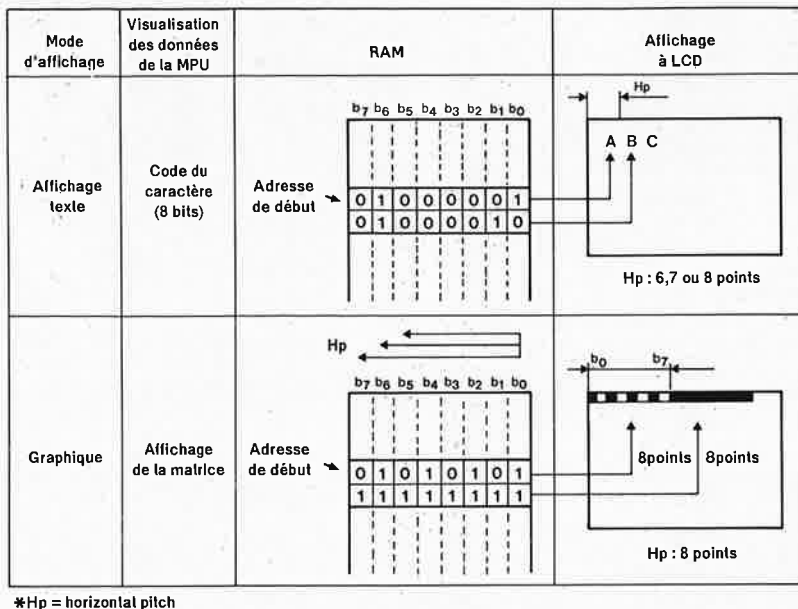 Mode
d'affichage
Visualisation
des données
de la MPU
RAM
Affichage
à LCD
Affichage
texte
Code du
caractère
(8 bits)
Adresse
de début
b7 b6 b5 b4 b3 b2 b1 b0
0 1 0 0 0 0 0 1
0 1 0 0 0 0 1 0
Hp
A B C
Hp : 6,7 ou 8 points
Graphique
Affichage
de la matrice
Hp
Adresse
de début
b7 b6 b5 b4 b3 b2 b1 b0
0 1 0 1 0 1 0 1
1 1 1 1 1 1 1 1
b0 b7
8points 8points
Hp : 8 points
*Hp = horizontal pitch